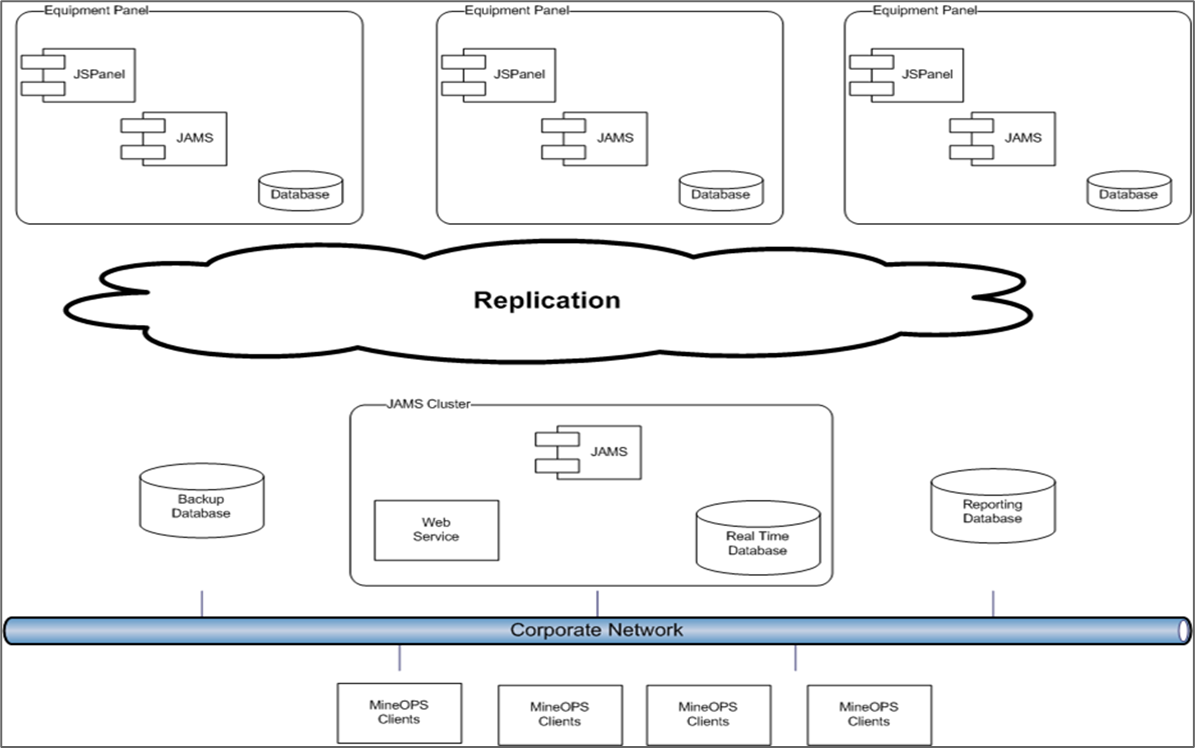 Equipment Panel
Equipment Panel
Equipment Panel
JSPanel
JSPanel
JSPanel
JAMS
JAMS
JAMS
Database
Database
Database
Replication
JAMS Cluster
JAMS
Backup
Database
Web
Service
Real Time
Database
Reporting
Database
Corporate Network
MineOPS
Clients
MineOPS
Clients
MineOPS
Clients
MineOPS
Clients